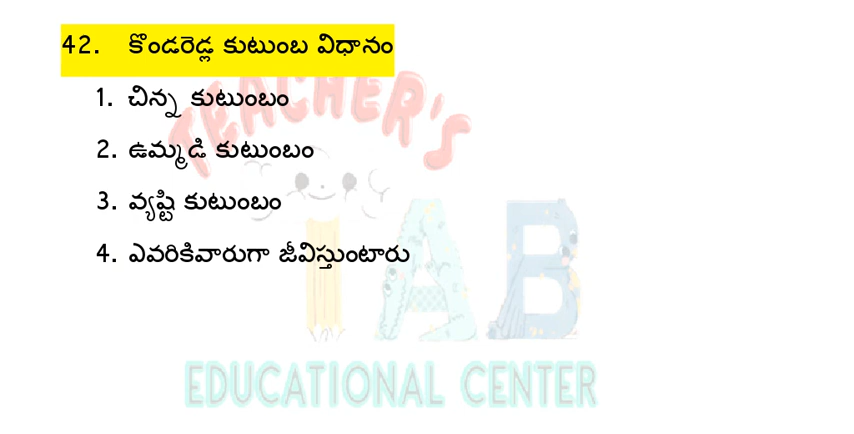 42. కొండరెడ్ల కుటుంబ విధానం
1. చిన్న కుటుంబం
2. ఉమ్మడి కుటుంబం
3. వ్యష్టి కుటుంబం
4. ఎవరికివారుగా జీవిస్తుంటారు
TEACHER'S
LAB
EDUCATIONAL CENTER